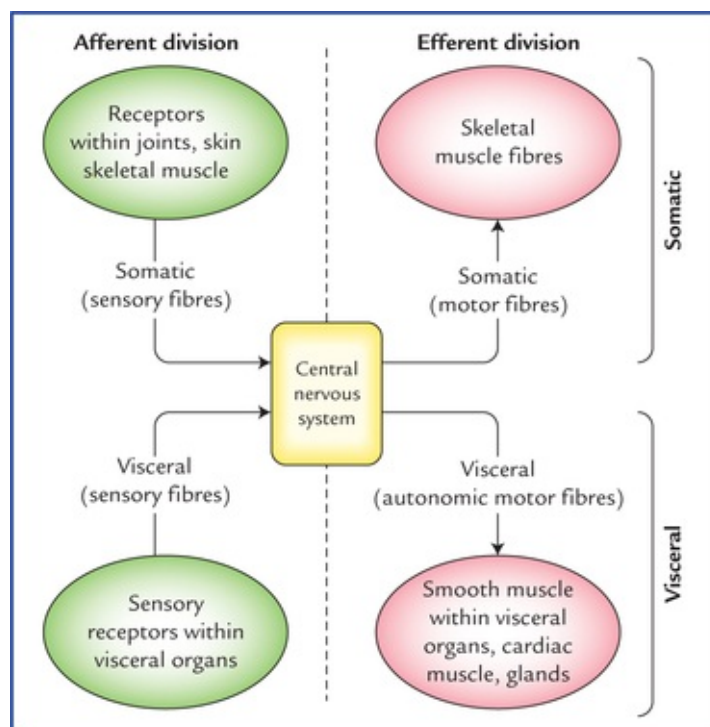 Afferent division
Efferent division
Receptors
within joints, skin
skeletal muscle
Skeletal
muscle fibres
Somatic
Somatic
(sensory fibres)
Somatic
(motor fibres)
Central
nervous
system
Visceral
(sensory fibres)
Visceral
(autonomic motor fibres)
Sensory
receptors within
visceral organs
Smooth muscle
within visceral
organs, cardiac
muscle, glands
Visceral